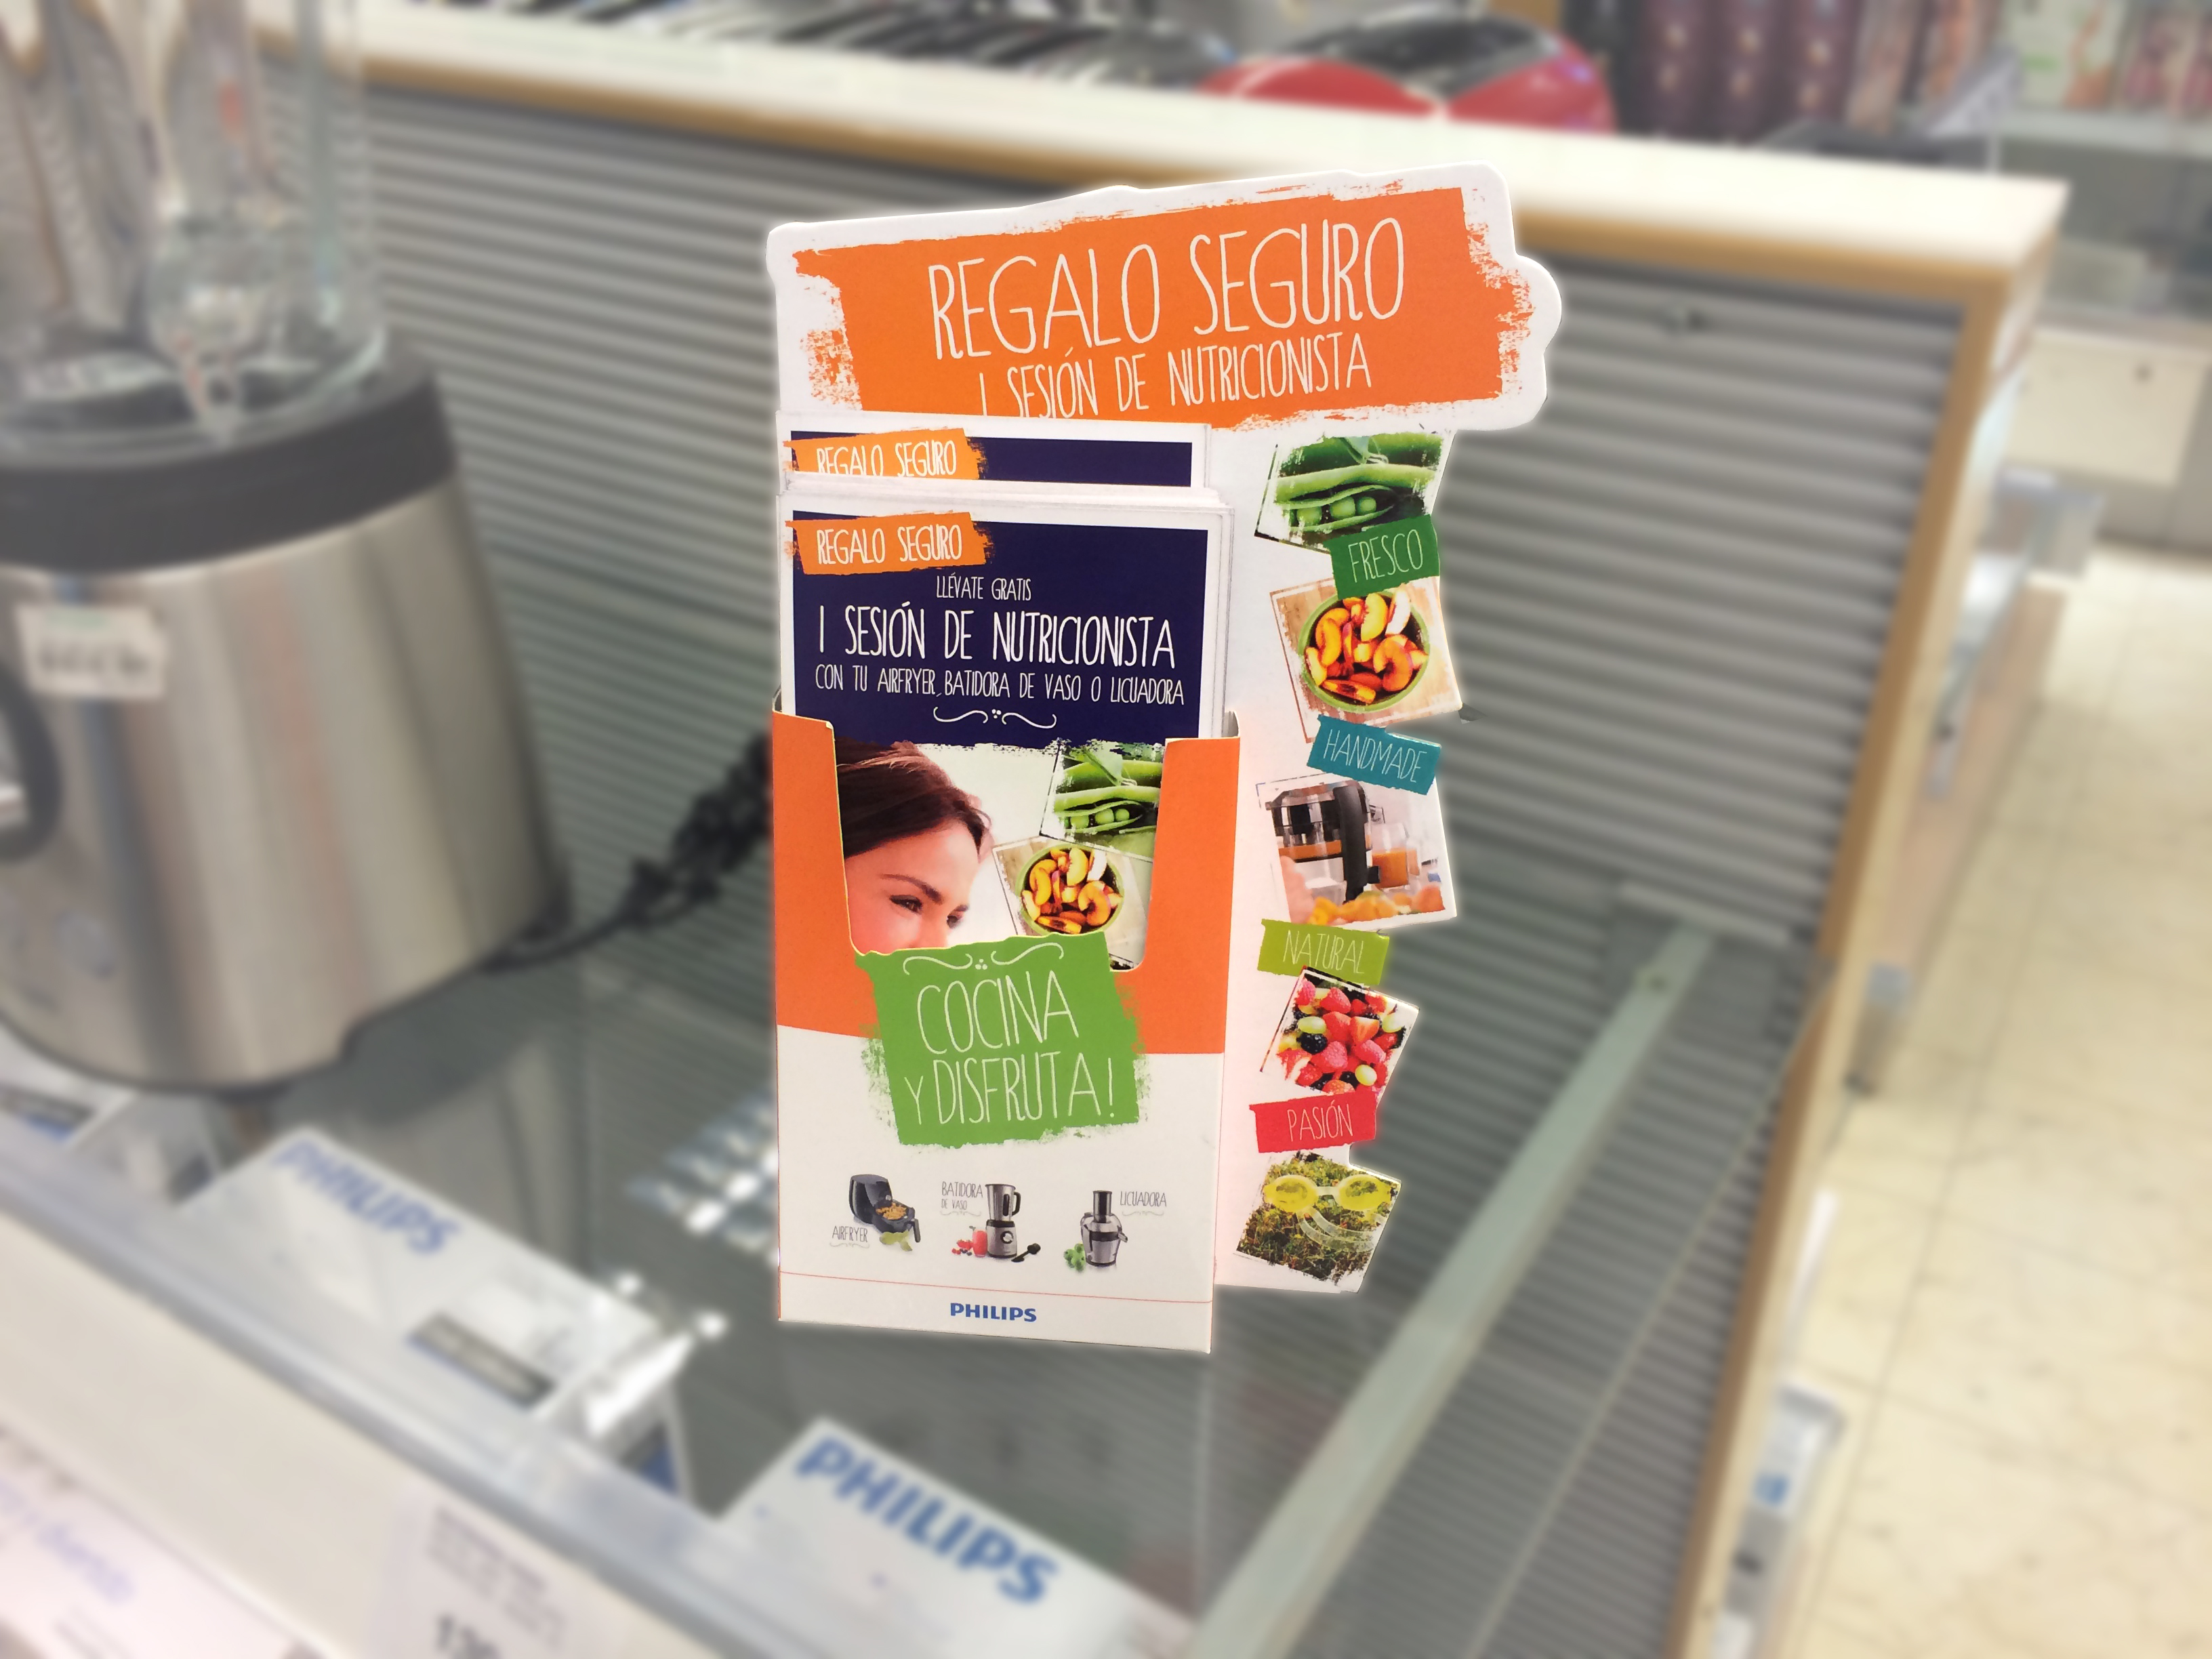 REGALO SEGURO
1 SESIÓN DE NUTRICIONISTA
REGALO SEGURO
REGALO SEGURO
LLÉVATE GRATIS
1 SESIÓN DE NUTRICIONISTA
CON TU AIRFRYER, BATIDORA DE VASO O LICUADORA
COCINA
Y DISFRUTA!
AIRFRYER
BATIDORA
DE VASO
LICUADORA
PHILIPS
FRESCO
HANDMADE
NATURAL
PASIÓN
PHILIPS
PHILIPS